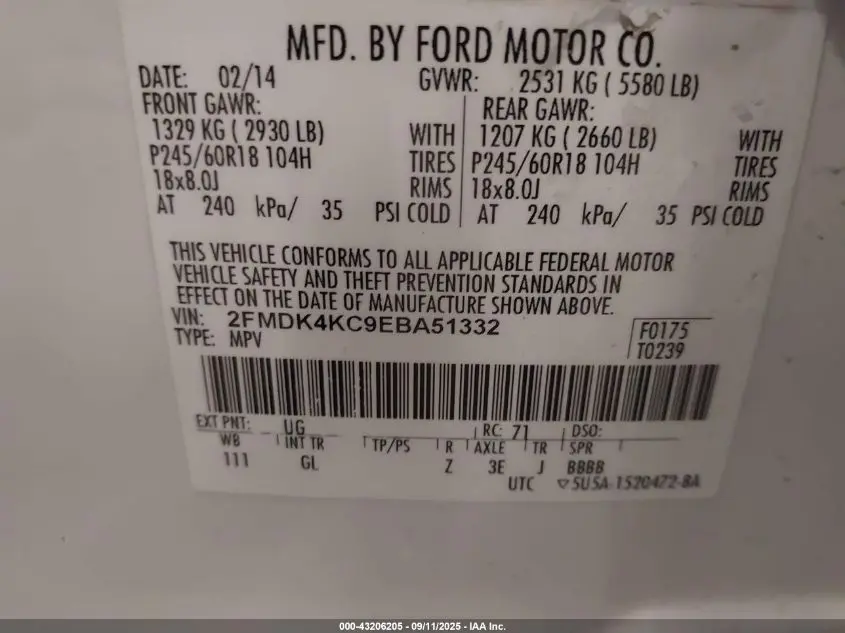 MFD. BY FORD MOTOR CO.
DATE: 02/14 GVWR: 2531 KG ( 5580 LB)
FRONT GAWR: REAR GAWR:
1329 KG ( 2930 LB) WITH 1207 KG ( 2660 LB) WITH
P245/60R18 104H TIRES P245/60R18 104H TIRES
18x8.0J RIMS 18x8.0J RIMS
AT 240 kPa/ 35 PSI COLD AT 240 kPa/ 35 PSI COLD
THIS VEHICLE CONFORMS TO ALL APPLICABLE FEDERAL MOTOR
VEHICLE SAFETY AND THEFT PREVENTION STANDARDS IN
EFFECT ON THE DATE OF MANUFACTURE SHOWN ABOVE.
VIN: 2FMDK4KC9EBA51332 F0175
TYPE: MPV T0239
EXT PNT: UG RC: 71 DSO:
WB INT TR TP/PS R AXLE TR SPR
111 GL Z 3E J BBBB
UTC ▽5U5A-1520472-BA
000-43206205 - 09/11/2025 - IAA Inc.